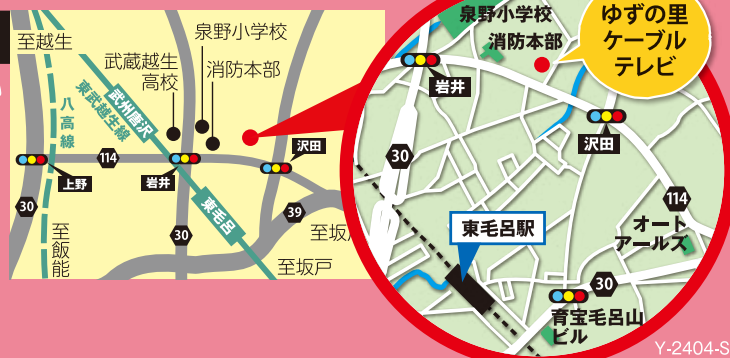 至越生
泉野小学校
武蔵越生
高校
消防本部
八高線
東武越生線
武州唐沢
114
上野
岩井
沢田
30
30
39
東毛呂
至飯能
至坂戸
至坂
泉野小学校
消防本部
ゆずの里
ケーブル
テレビ
岩井
沢田
30
114
オート
アールズ
東毛呂駅
30
育宝毛呂山
ビル
Y-2404-S